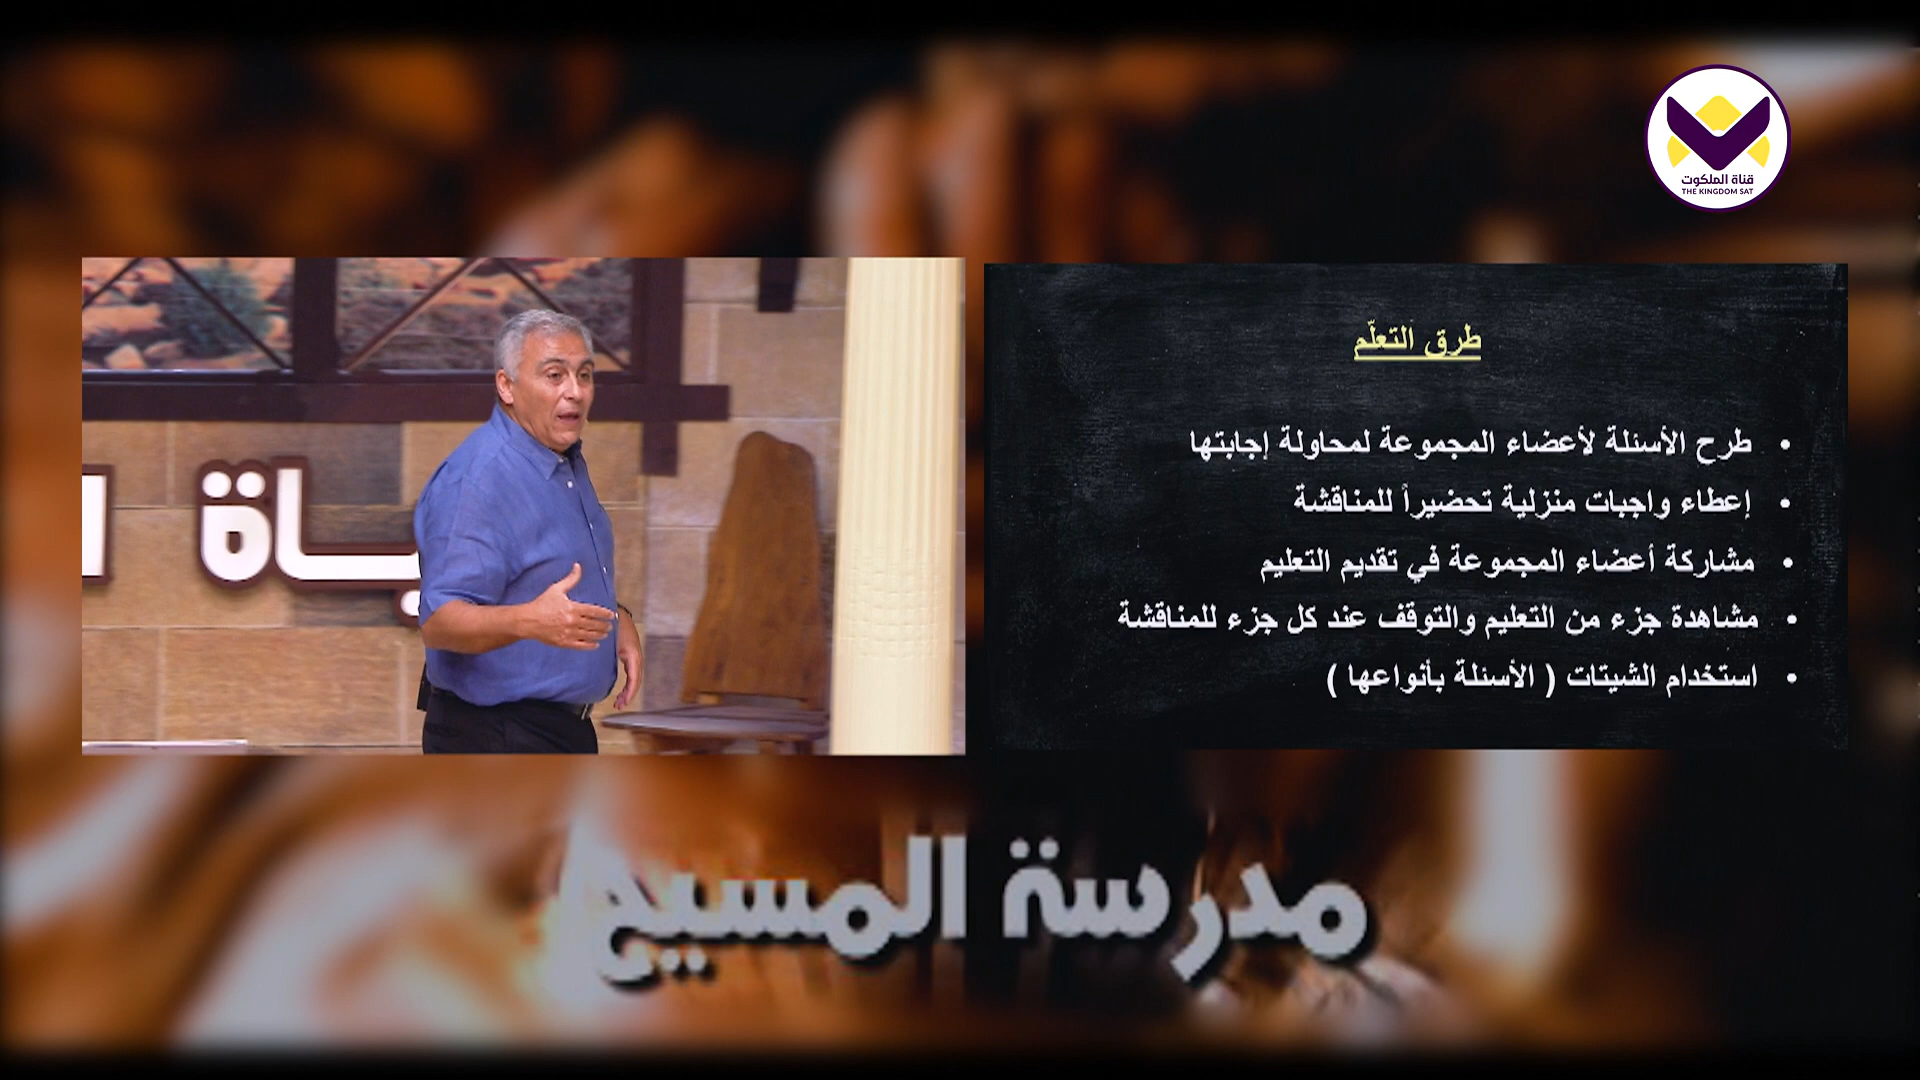 قناة الملكوت
THE KINGDOM SAT
طرق التعلّم
• طرح الأسئلة لأعضاء المجموعة لمحاولة إجابتها
• إعطاء واجبات منزلية تحضيراً للمناقشة
• مشاركة أعضاء المجموعة في تقديم التعليم
• مشاهدة جزء من التعليم والتوقف عند كل جزء للمناقشة
• استخدام الشيتات ( الأسئلة بأنواعها )
مدرسة المسيح